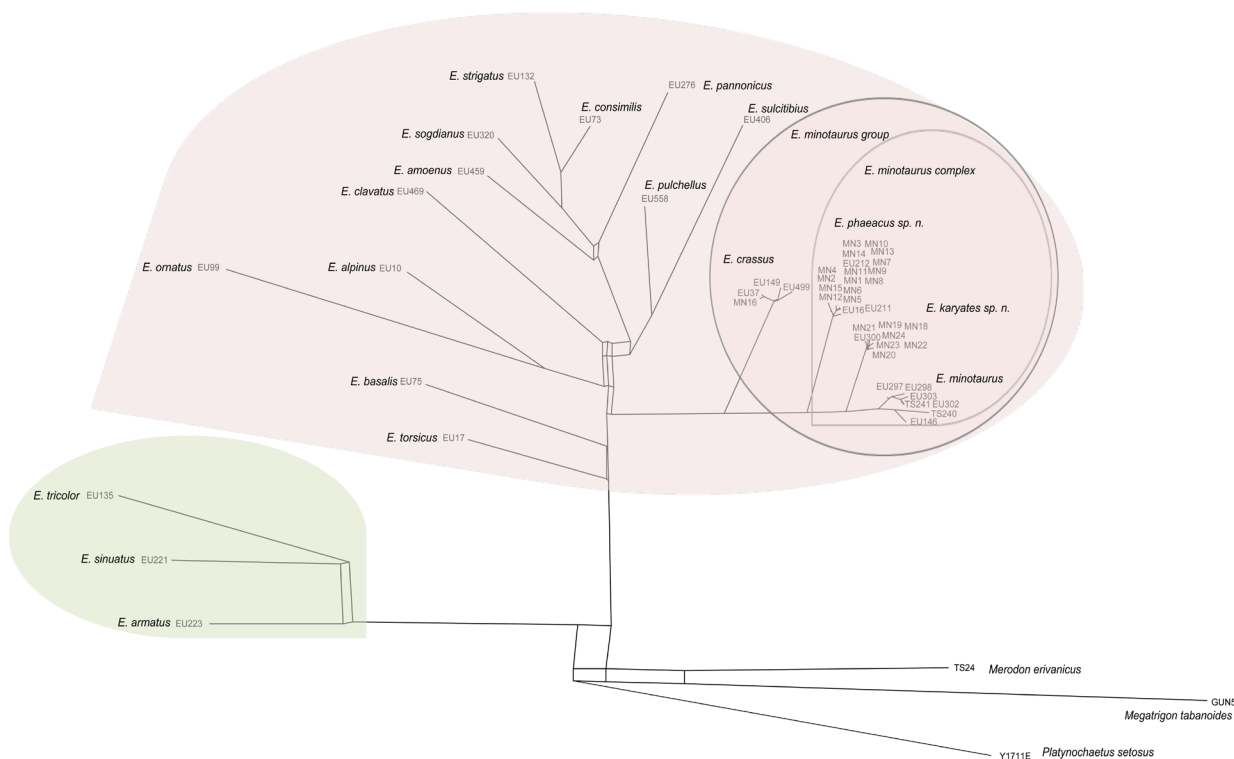 E. strigatus EU132
EU276 E. pannonicus
E. consimilis
EU73
E. sulcitibius
EU406
E. minotaurus group
E. sogdianus EU320
E. amoenus EU459
E. minotaurus complex
E. clavatus EU469
E. pulchellus
EU558
E. phaeacus sp. n.
MN3 MN10
MN14 MN13
EU212 MN7
MN4 MN11 MN9
MN2 MN1 MN8
MN15 MN6
MN12 MN5
EU16 EU211
E. crassus
EU149
EU37 EU499
MN16
E. ornatus EU99
E. alpinus EU10
E. karyates sp. n.
MN21 MN19 MN18
EU300 MN24
MN23 MN22
MN20
E. basalis EU75
E. minotaurus
EU297 EU298
EU303
TS241 EU302
TS240
EU146
E. torsicus EU17
E. tricolor EU135
E. sinuatus EU221
E. armatus EU223
TS24 Merodon erivanicus
GUN5
Megatrigon tabanoides
Y1711E Platynochaetus setosus